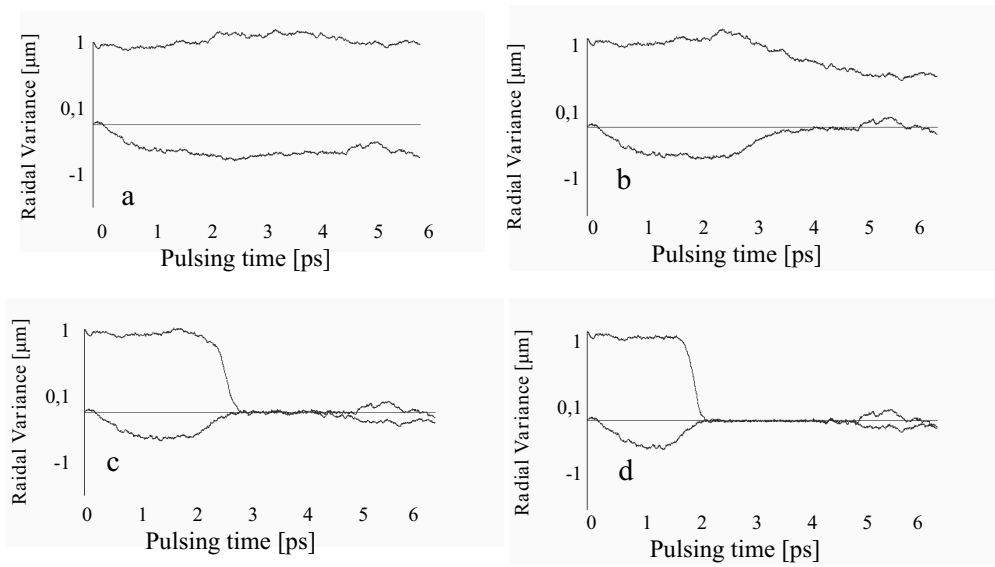 Raidal Variance [μm]
1
0,1
-1
a
0 1 2 3 4 5 6
Pulsing time [ps]
Radial Variance [μm]
1
0,1
-1
b
0 1 2 3 4 5 6
Pulsing time [ps]
Raidal Variance [μm]
1
0,1
-1
c
0 1 2 3 4 5 6
Pulsing time [ps]
Radial Variance [μm]
1
0,1
-1
d
0 1 2 3 4 5 6
Pulsing time [ps]